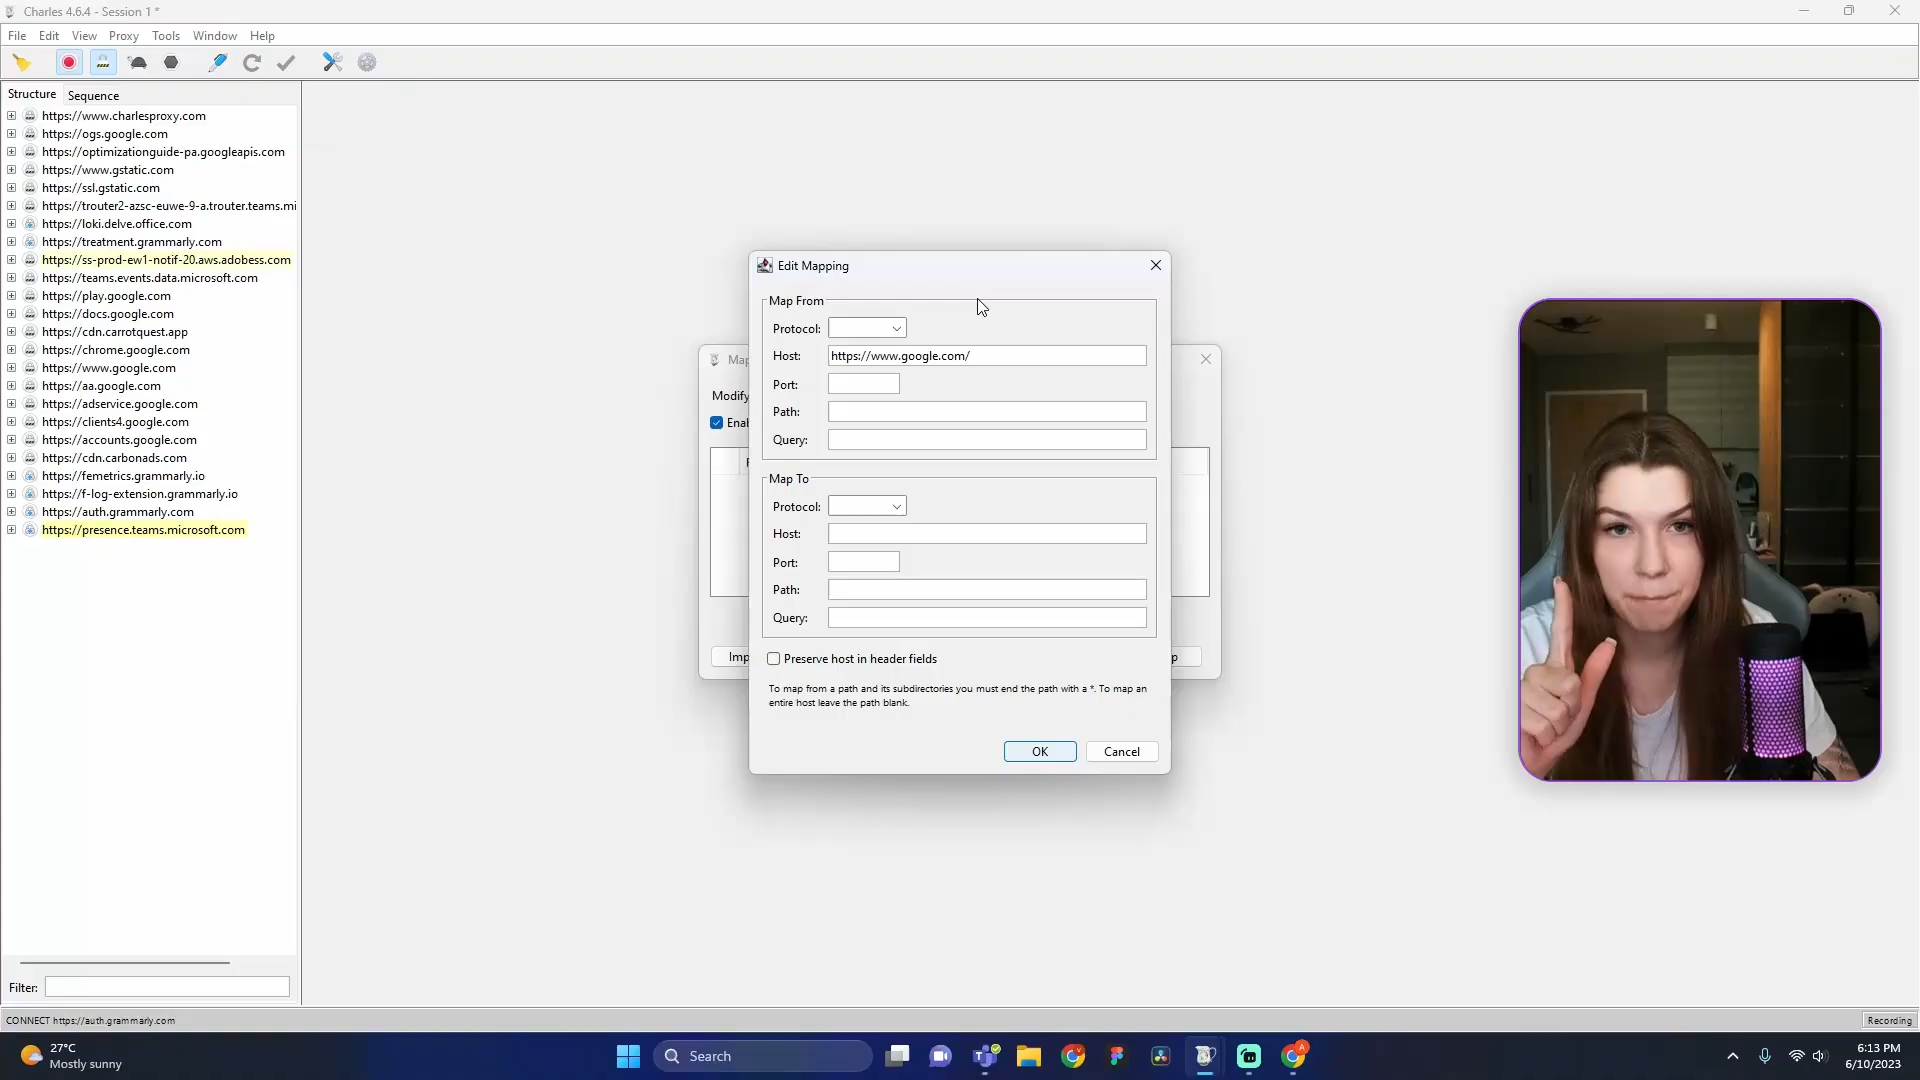 Charles 4.6.4 - Session 1 *
File Edit View Proxy Tools Window Help
Structure Sequence
https://www.charlesproxy.com
https://ogs.google.com
https://optimizationguide-pa.googleapis.com
https://www.gstatic.com
https://ssl.gstatic.com
https://trouter2-azsc-euwe-9-a.trouter.teams.mi
https://loki.delve.office.com
https://treatment.grammarly.com
https://ss-prod-ew1-notif-20.aws.adobess.com
https://teams.events.data.microsoft.com
https://play.google.com
https://docs.google.com
https://cdn.carrotquest.app
https://chrome.google.com
https://www.google.com
https://aa.google.com
https://adservice.google.com
https://clients4.google.com
https://accounts.google.com
https://cdn.carbonads.com
https://femetrics.grammarly.io
https://f-log-extension.grammarly.io
https://auth.grammarly.com
https://presence.teams.microsoft.com
Filter:
CONNECT https://auth.grammarly.com
Recording
Map
Modify
Enab
Imp
p
Edit Mapping
Map From
Protocol:
Host: https://www.google.com/
Port:
Path:
Query:
Map To
Protocol:
Host:
Port:
Path:
Query:
Preserve host in header fields
To map from a path and its subdirectories you must end the path with a *. To map an
entire host leave the path blank.
OK Cancel
27°C
Mostly sunny
Search
6:13 PM
6/10/2023